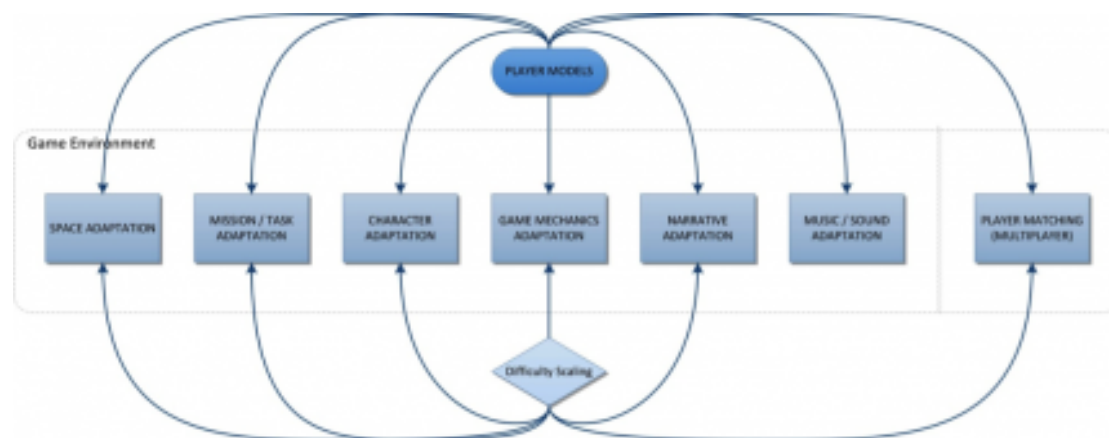 PLAYER MODELS
Game Environment
SPACE ADAPTATION
MISSION / TASK
ADAPTATION
CHARACTER
ADAPTATION
GAME MECHANICS
ADAPTATION
NARRATIVE
ADAPTATION
MUSIC / SOUND
ADAPTATION
PLAYER MATCHING
(MULTIPLAYER)
Difficulty Scaling